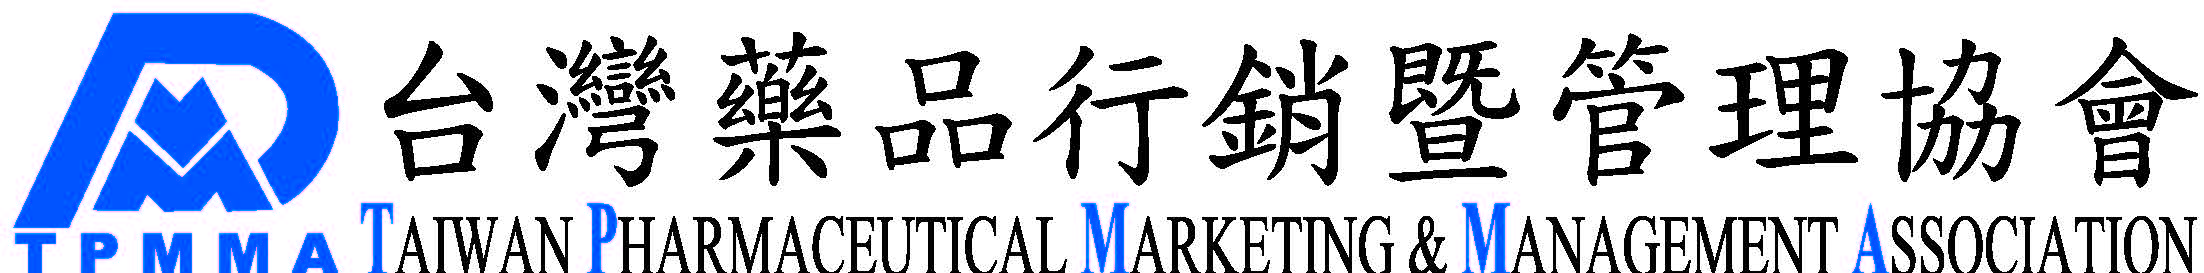 台灣藥品行銷暨管理協會
TPMMA
TAIWAN PHARMACEUTICAL MARKETING & MANAGEMENT ASSOCIATION